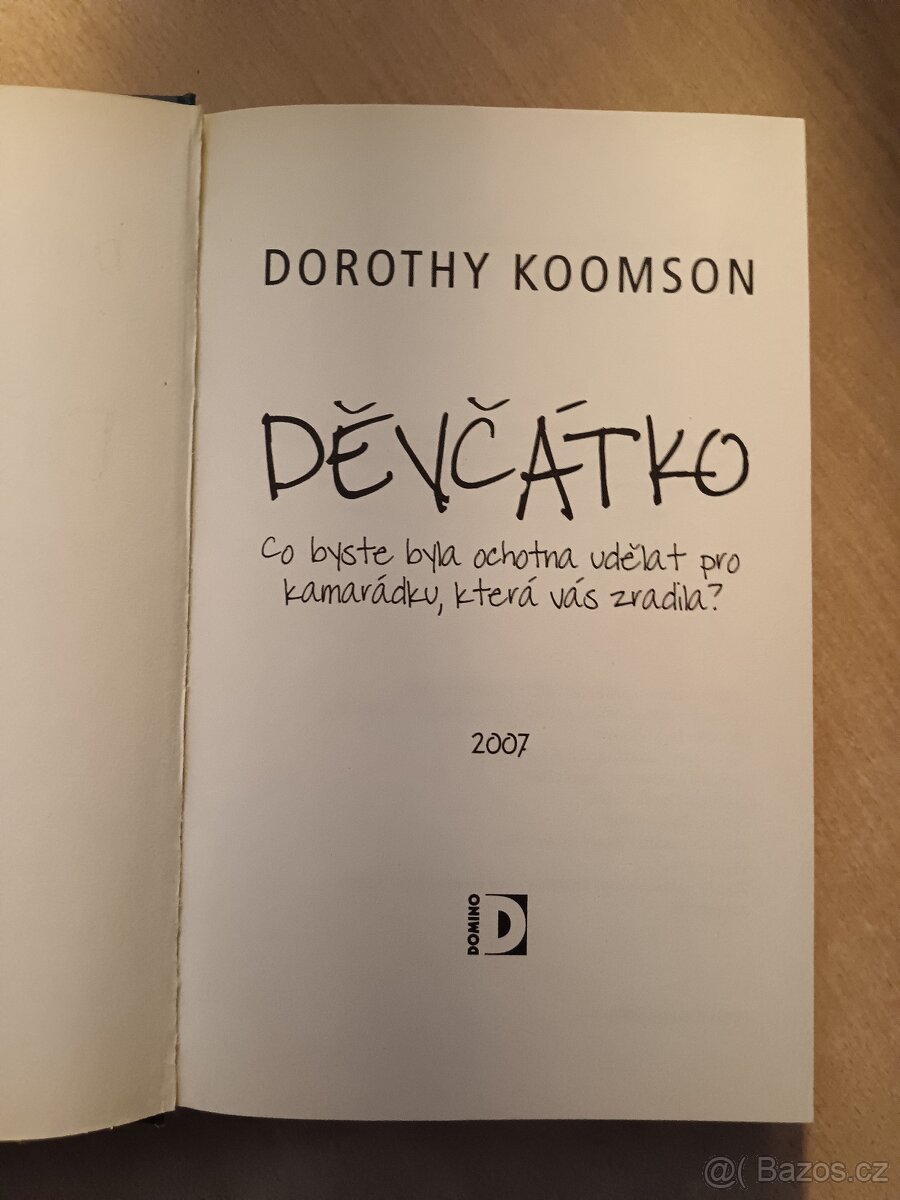 DOROTHY KOOMSON
DĚVČÁTKO
Co byste byla ochotna udělat pro
kamarádku, která vás zradila?
2007
DOMINO
D
@( Bazos.cz